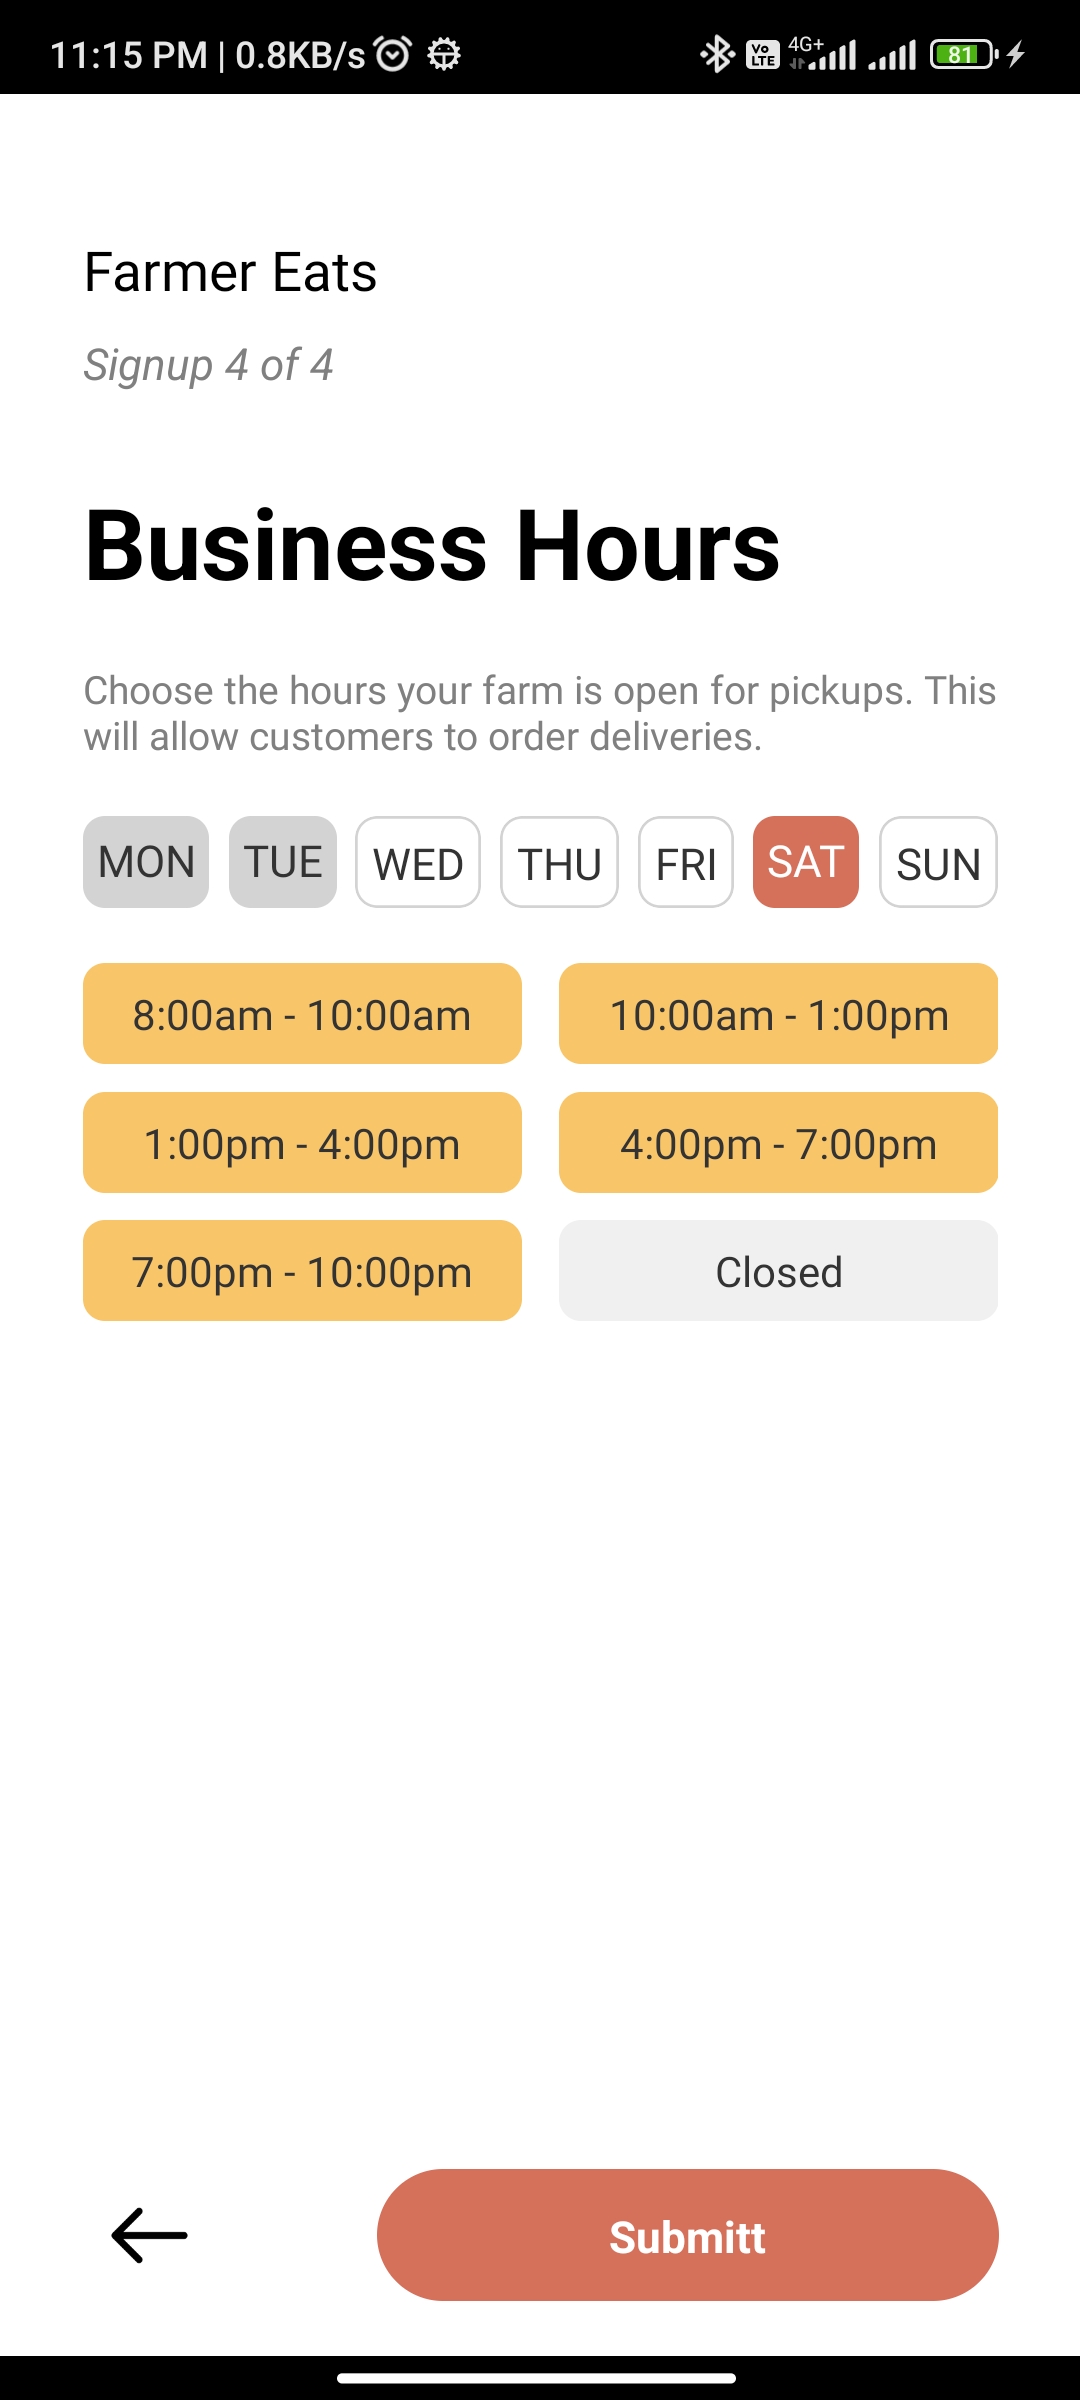 11:15 PM | 0.8KB/s Vo LTE 4G+ 81
Farmer Eats
Signup 4 of 4
Business Hours
Choose the hours your farm is open for pickups. This
will allow customers to order deliveries.
MON TUE WED THU FRI SAT SUN
8:00am - 10:00am 10:00am - 1:00pm
1:00pm - 4:00pm 4:00pm - 7:00pm
7:00pm - 10:00pm Closed
Submitt